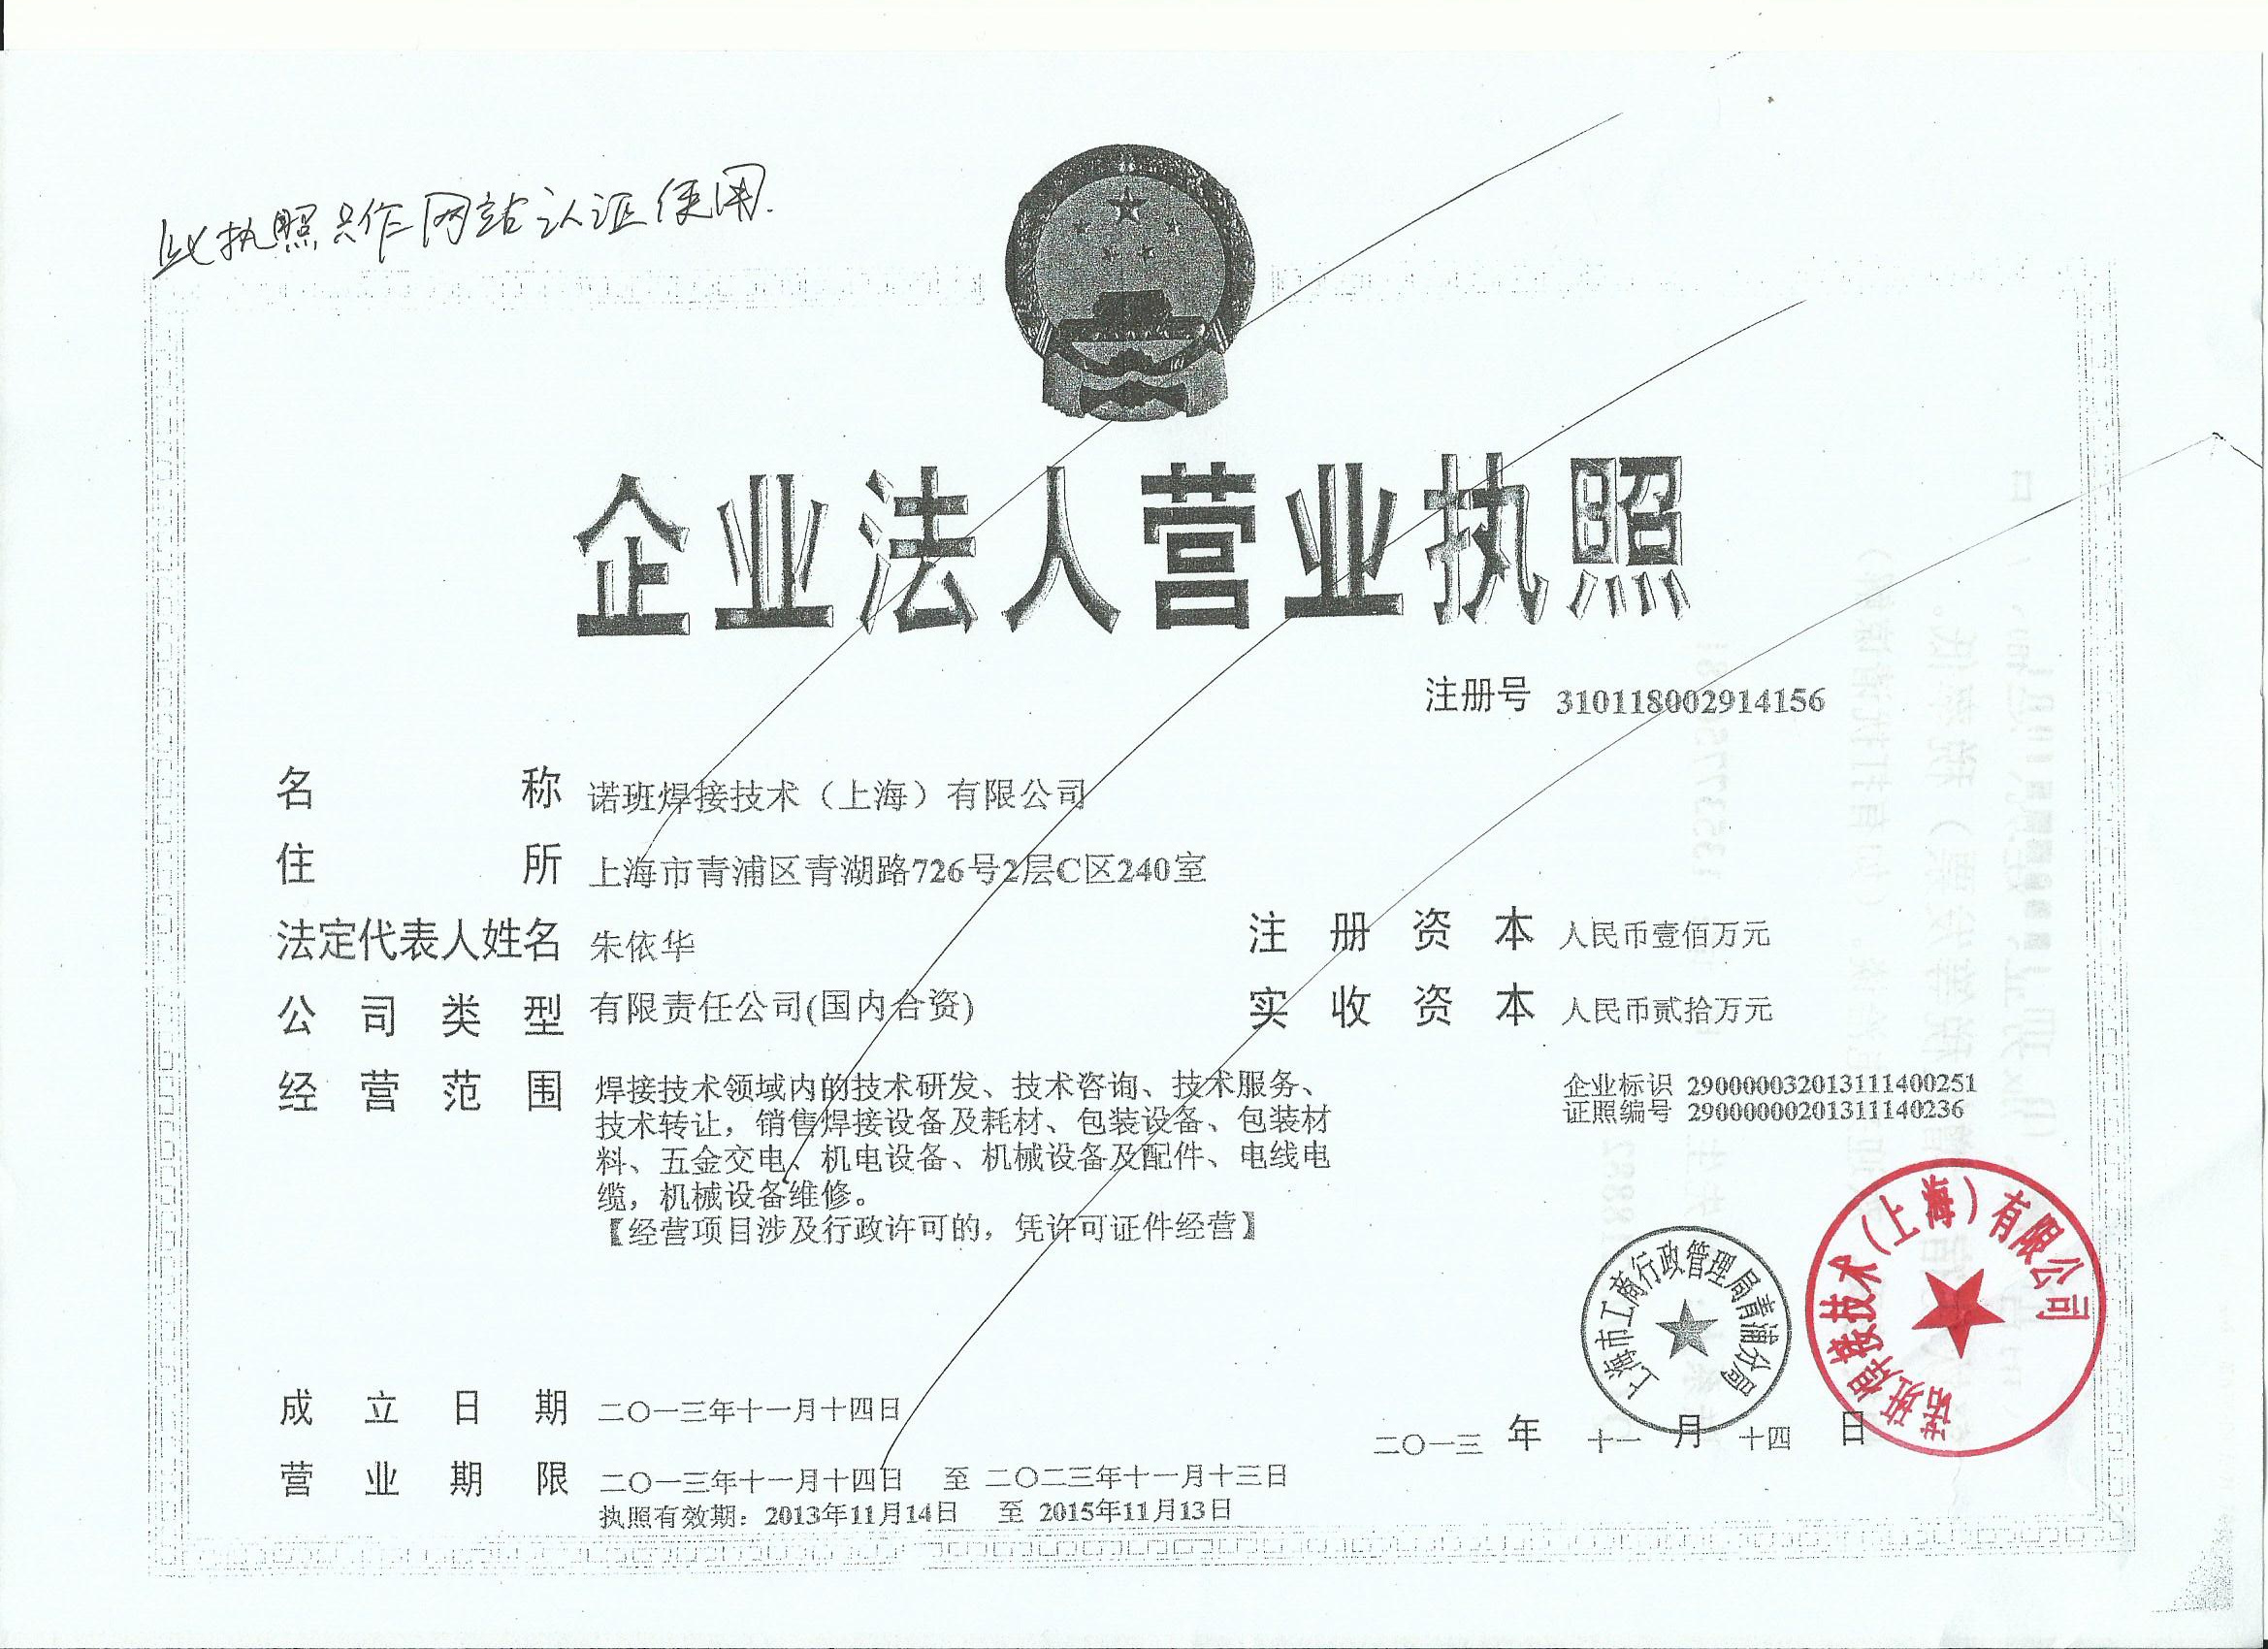 此执照只作网站认证使用.
企业法人营业执照
注册号 310118002914156
名称 诺班焊接技术（上海）有限公司
住所 上海市青浦区青湖路726号2层C区240室
法定代表人姓名 朱依华
注册资本 人民币壹佰万元
公司类型 有限责任公司(国内合资)
实收资本 人民币贰拾万元
经营范围 焊接技术领域内的技术研发、技术咨询、技术服务、
技术转让，销售焊接设备及耗材、包装设备、包装材
料、五金交电、机电设备、机械设备及配件、电线电
缆，机械设备维修。
【经营项目涉及行政许可的，凭许可证件经营】
企业标识 29000003201311140025​1
证照编号 29000000201311140236
上海市工商行政管理局青浦分局
诺班焊接技术（上海）有限公司
成立日期 二〇一三年十一月十四日
二〇一三 年 十一 月 十四 日
营业期限 二〇一三年十一月十四日 至 二〇二三年十一月十三日
执照有效期：2013年11月14日 至 2015年11月13日